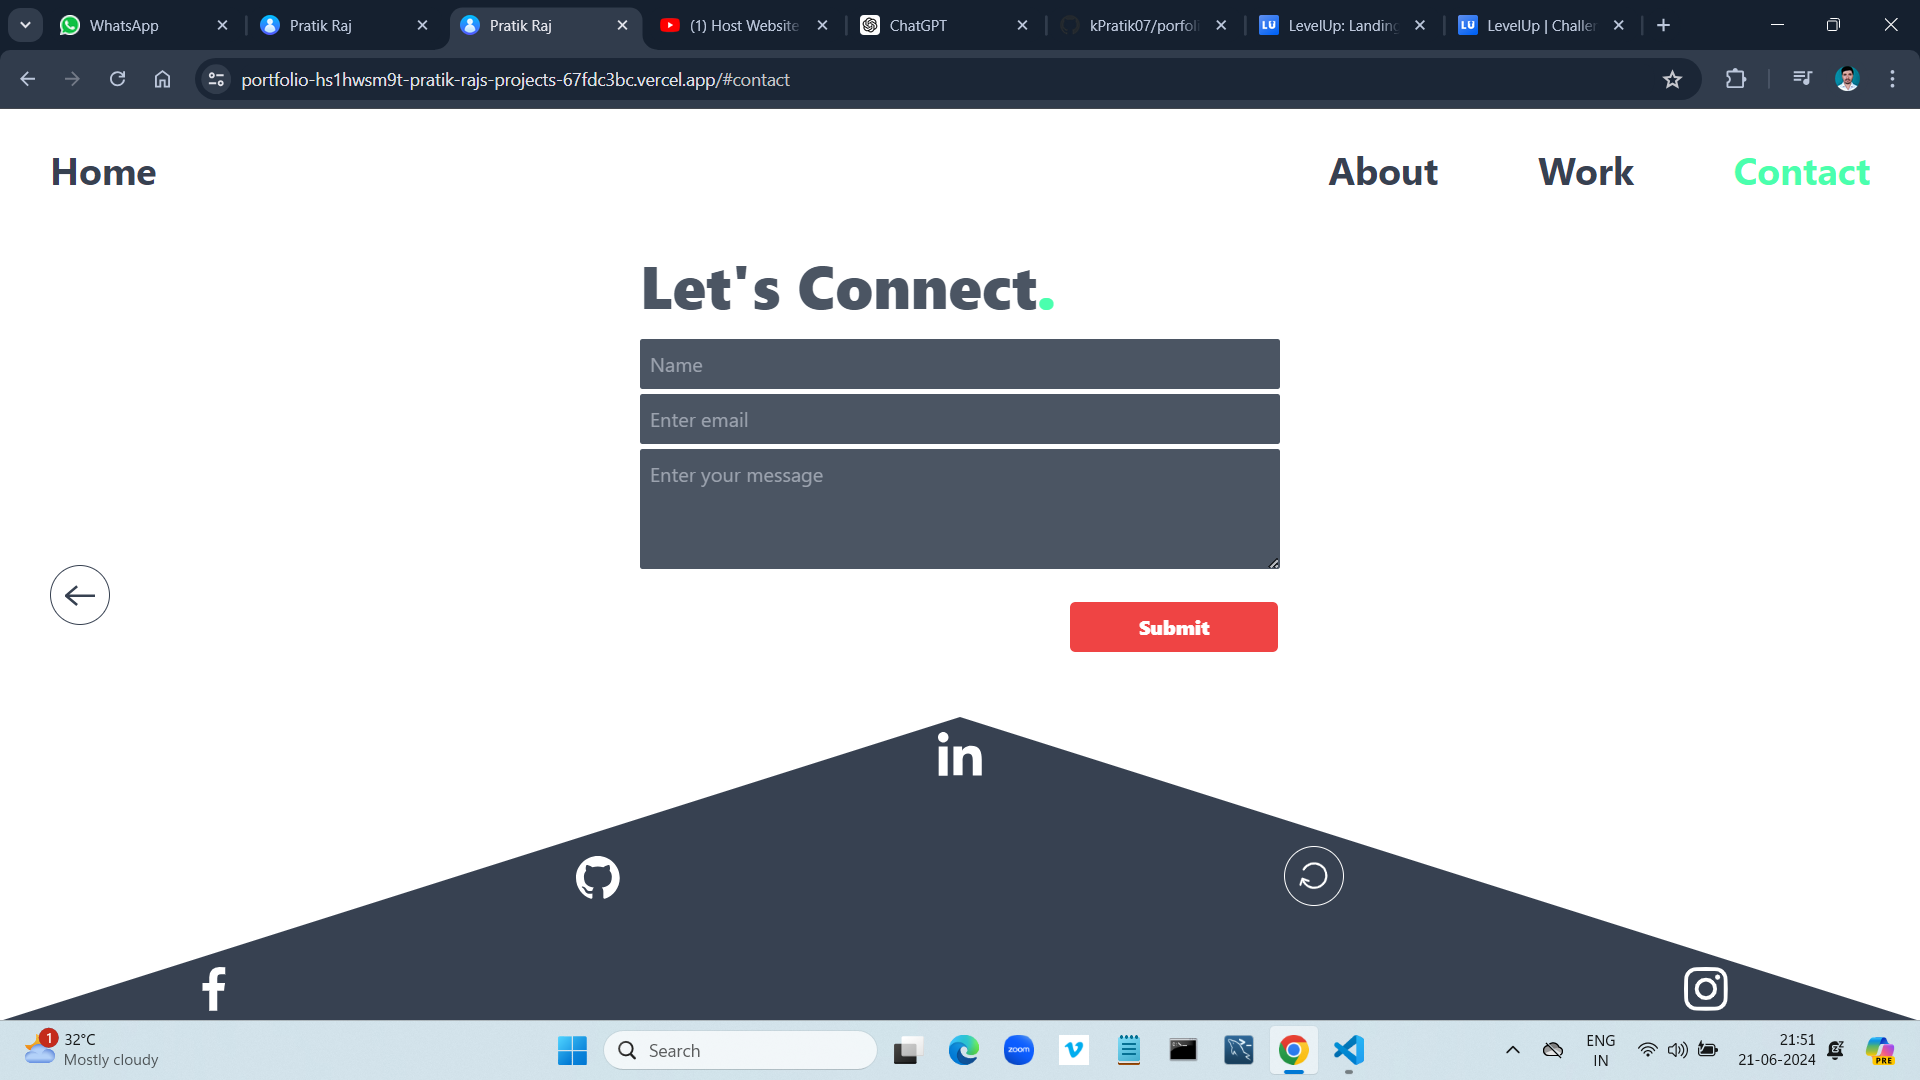 WhatsApp
Pratik Raj
Pratik Raj
(1) Host Website
ChatGPT
kPratik07/porfoli
LU LevelUp: Landing
LU LevelUp | Challen
portfolio-hs1hwsm9t-pratik-rajs-projects-67fdc3bc.vercel.app/#contact
Home
About
Work
Contact
Let's Connect.
Name
Enter email
Enter your message
Submit
in
1
32°C
Mostly cloudy
Search
zoom
ENG
IN
21:51
21-06-2024
PRE